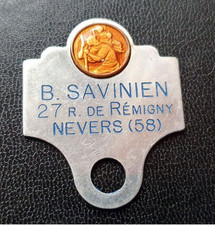 B. SAVINIEN
27 R. DE RÉMIGNY
NEVERS (58)